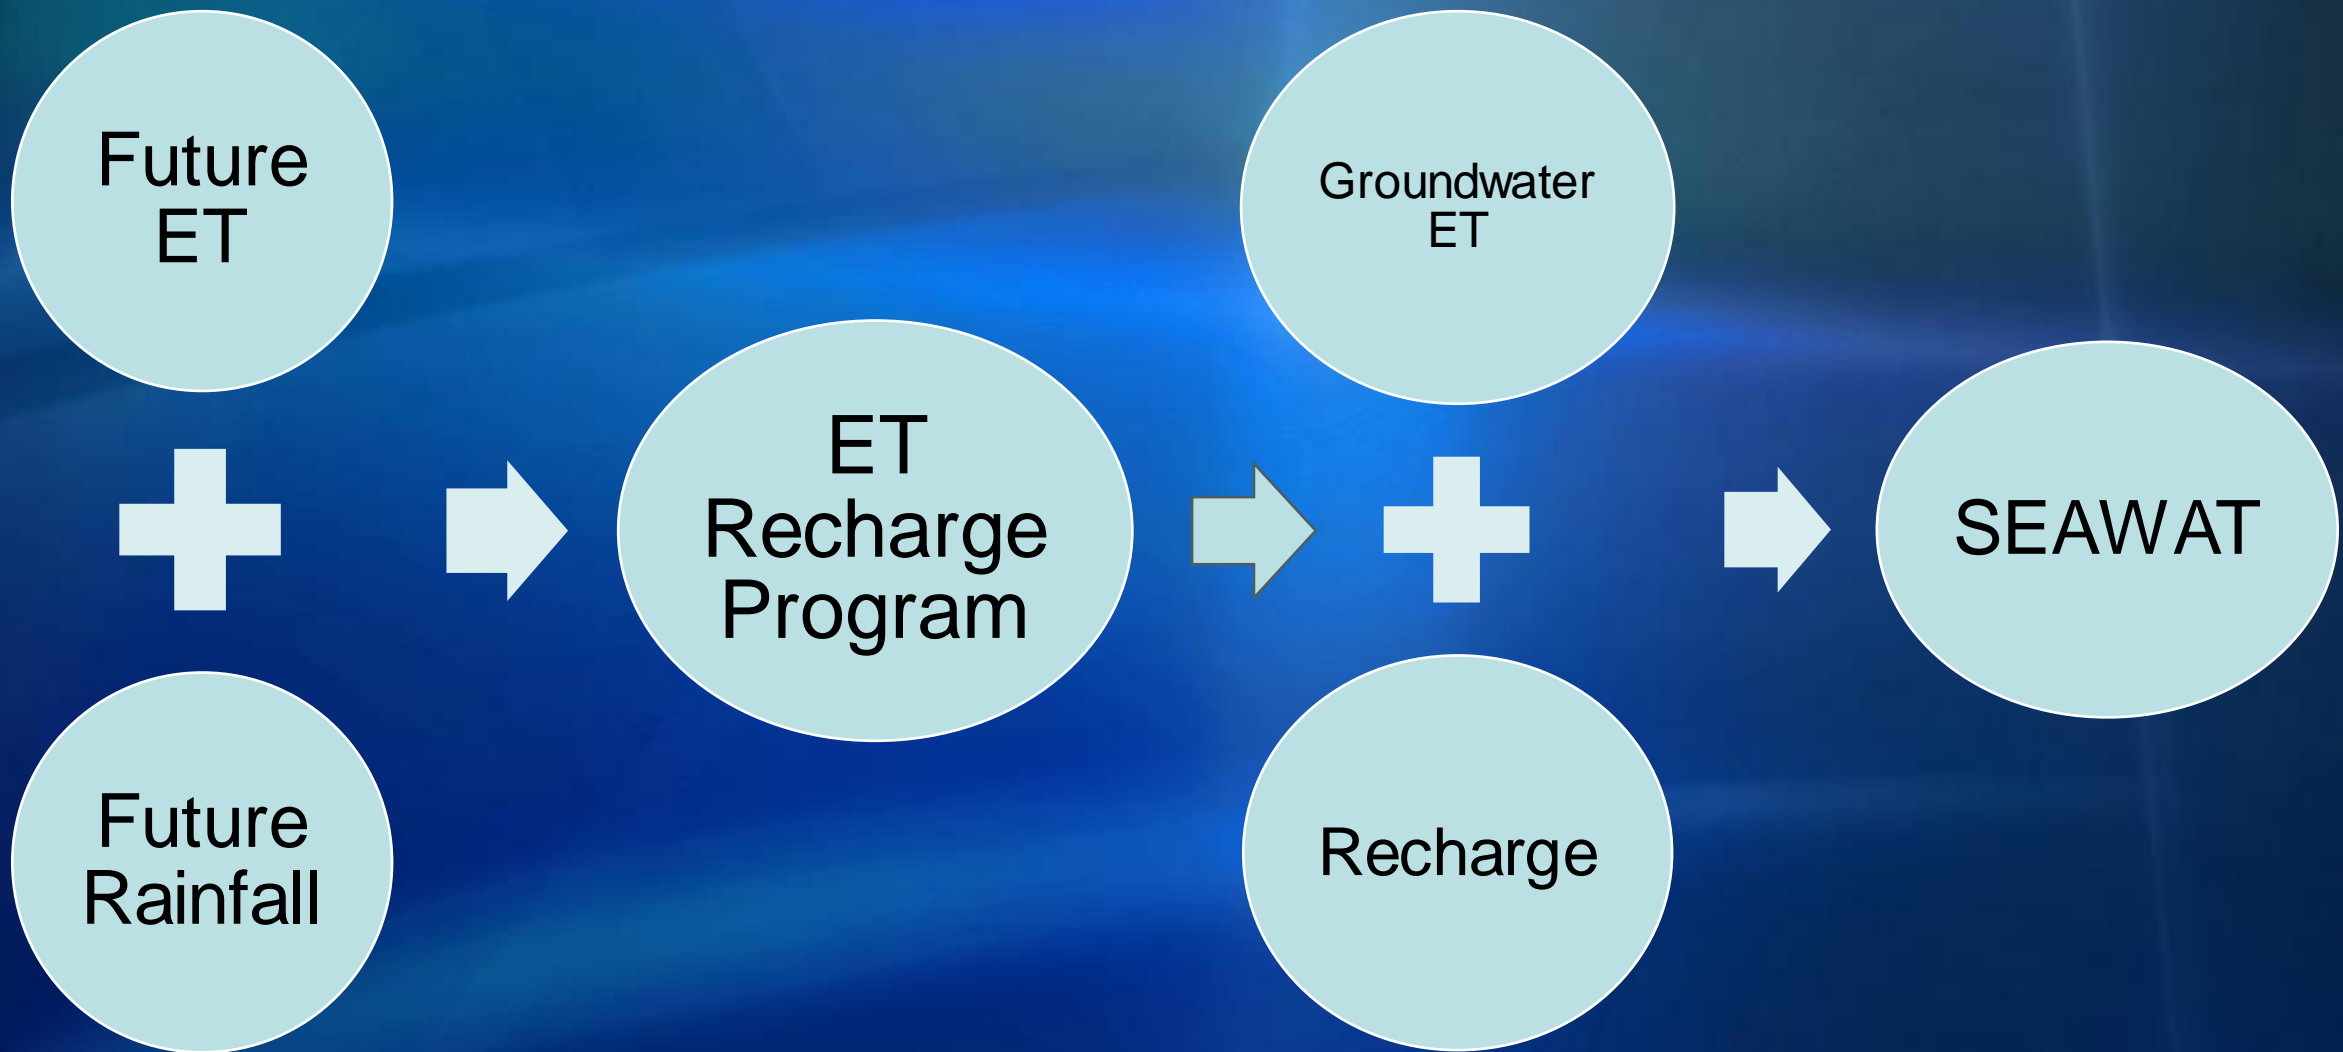 Future
ET
Future
Rainfall
ET
Recharge
Program
Groundwater
ET
Recharge
SEAWAT